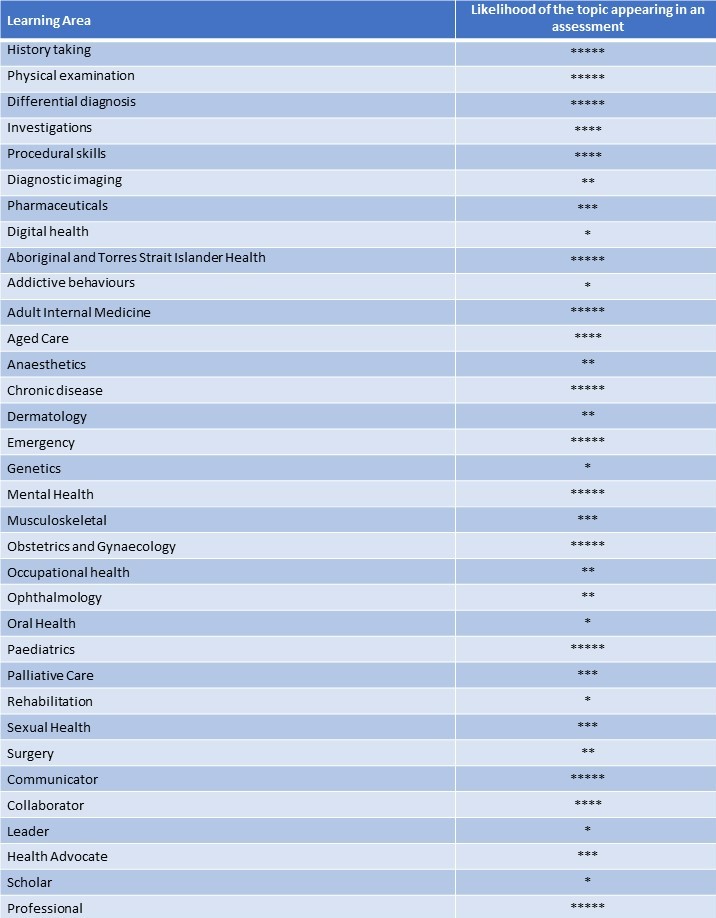 Learning Area
Likelihood of the topic appearing in an
assessment
History taking *****
Physical examination *****
Differential diagnosis *****
Investigations ****
Procedural skills ****
Diagnostic imaging **
Pharmaceuticals ***
Digital health *
Aboriginal and Torres Strait Islander Health *****
Addictive behaviours *
Adult Internal Medicine *****
Aged Care ****
Anaesthetics **
Chronic disease *****
Dermatology **
Emergency *****
Genetics *
Mental Health *****
Musculoskeletal ***
Obstetrics and Gynaecology *****
Occupational health **
Ophthalmology **
Oral Health *
Paediatrics *****
Palliative Care ***
Rehabilitation *
Sexual Health ***
Surgery **
Communicator *****
Collaborator ****
Leader *
Health Advocate ***
Scholar *
Professional *****